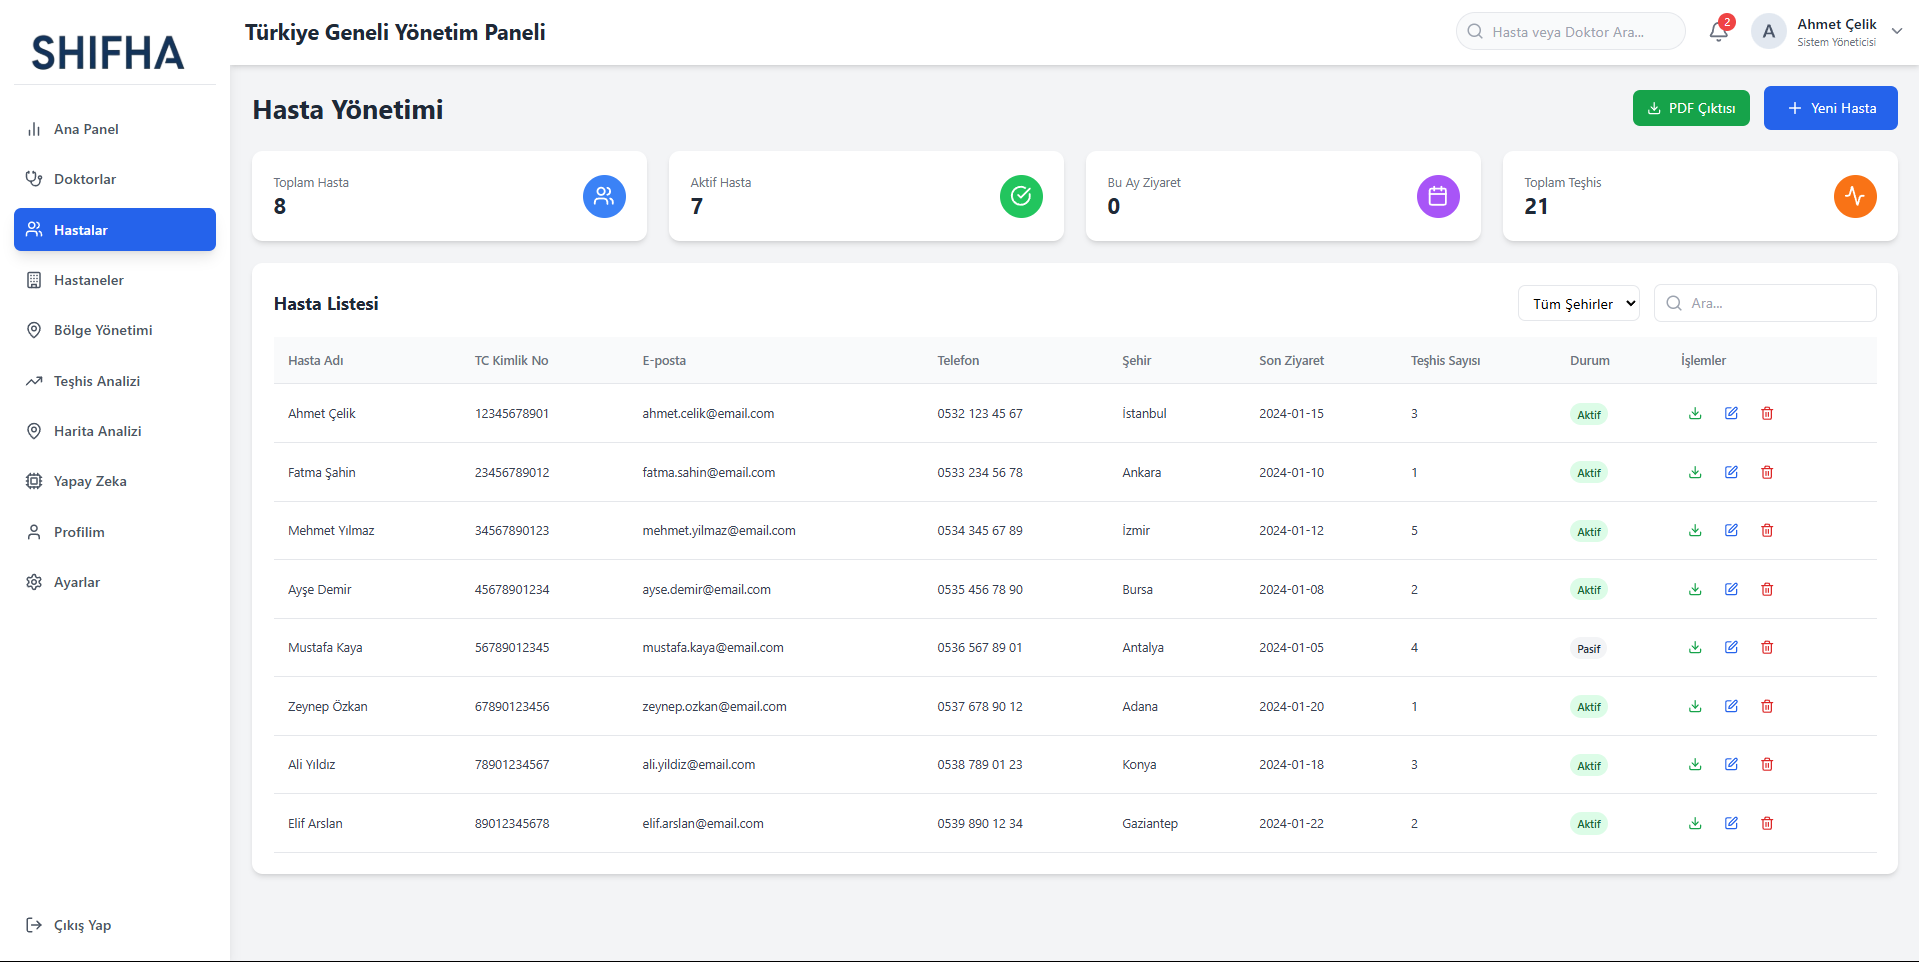 SHIFHA
Ana Panel
Doktorlar
Hastalar
Hastaneler
Bölge Yönetimi
Teşhis Analizi
Harita Analizi
Yapay Zeka
Profilim
Ayarlar
Çıkış Yap
Türkiye Geneli Yönetim Paneli
Hasta veya Doktor Ara...
2
A
Ahmet Çelik
Sistem Yöneticisi
Hasta Yönetimi
PDF Çıktısı
Yeni Hasta
Toplam Hasta
8
Aktif Hasta
7
Bu Ay Ziyaret
0
Toplam Teşhis
21
Hasta Listesi
Tüm Şehirler
Ara...
Hasta Adı TC Kimlik No E-posta Telefon Şehir Son Ziyaret Teşhis Sayısı Durum İşlemler
Ahmet Çelik 12345678901 ahmet.celik@email.com 0532 123 45 67 İstanbul 2024-01-15 3 Aktif
Fatma Şahin 23456789012 fatma.sahin@email.com 0533 234 56 78 Ankara 2024-01-10 1 Aktif
Mehmet Yılmaz 34567890123 mehmet.yilmaz@email.com 0534 345 67 89 İzmir 2024-01-12 5 Aktif
Ayşe Demir 45678901234 ayse.demir@email.com 0535 456 78 90 Bursa 2024-01-08 2 Aktif
Mustafa Kaya 56789012345 mustafa.kaya@email.com 0536 567 89 01 Antalya 2024-01-05 4 Pasif
Zeynep Özkan 67890123456 zeynep.ozkan@email.com 0537 678 90 12 Adana 2024-01-20 1 Aktif
Ali Yıldız 78901234567 ali.yildiz@email.com 0538 789 01 23 Konya 2024-01-18 3 Aktif
Elif Arslan 89012345678 elif.arslan@email.com 0539 890 12 34 Gaziantep 2024-01-22 2 Aktif